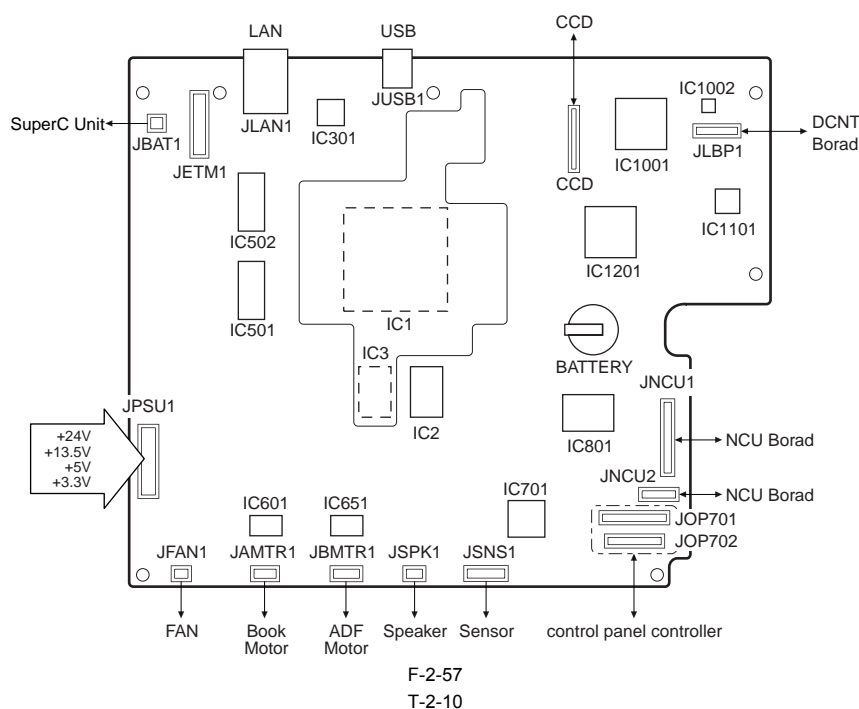 LAN
USB
CCD
SuperC Unit
JBAT1
JETM1
JLAN1
IC301
JUSB1
CCD
IC1001
IC1002
JLBP1
DCNT
Borad
IC502
IC1101
IC1201
IC501
IC1
IC3
BATTERY
JNCU1
JPSU1
+24V
+13.5V
+5V
+3.3V
IC2
IC801
NCU Borad
JNCU2
NCU Borad
IC601
IC651
IC701
JOP701
JOP702
JFAN1
JAMTR1
JBMTR1
JSPK1
JSNS1
FAN
Book
Motor
ADF
Motor
Speaker
Sensor
control panel controller
F-2-57
T-2-10